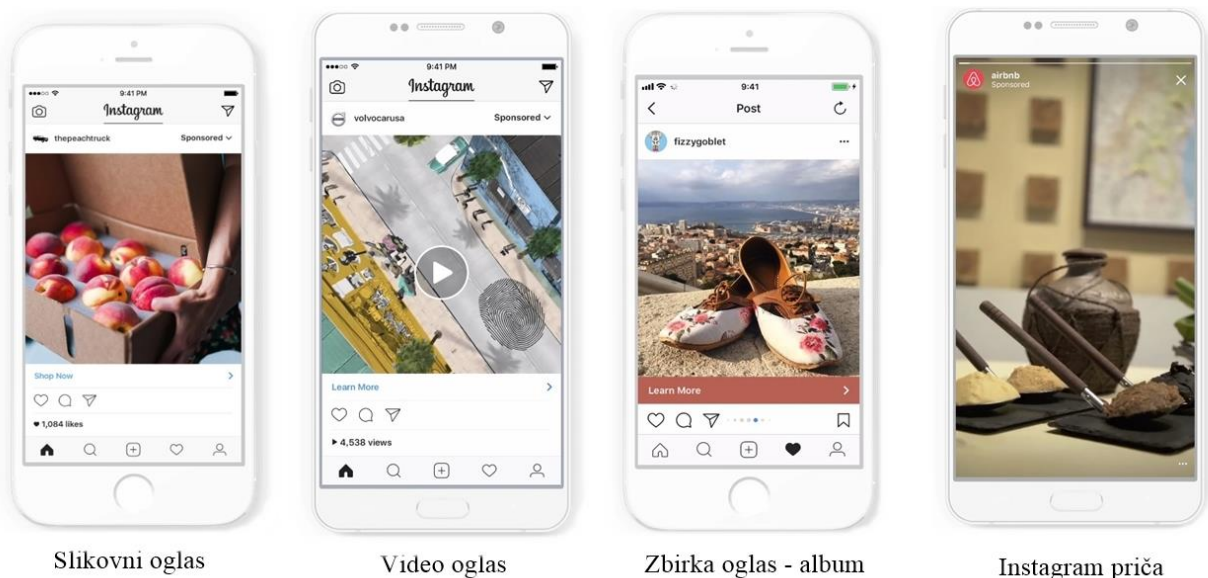 9:41 PM
Instagram
thepeachtruck
Sponsored
Shop Now
1,084 likes
Slikovni oglas
9:41 PM
Instagram
volvocarusa
Sponsored
Learn More
4,538 views
Video oglas
9:41
Post
fizzygoblet
Learn More
Zbirka oglas - album
airbnb
Sponsored
Instagram priča